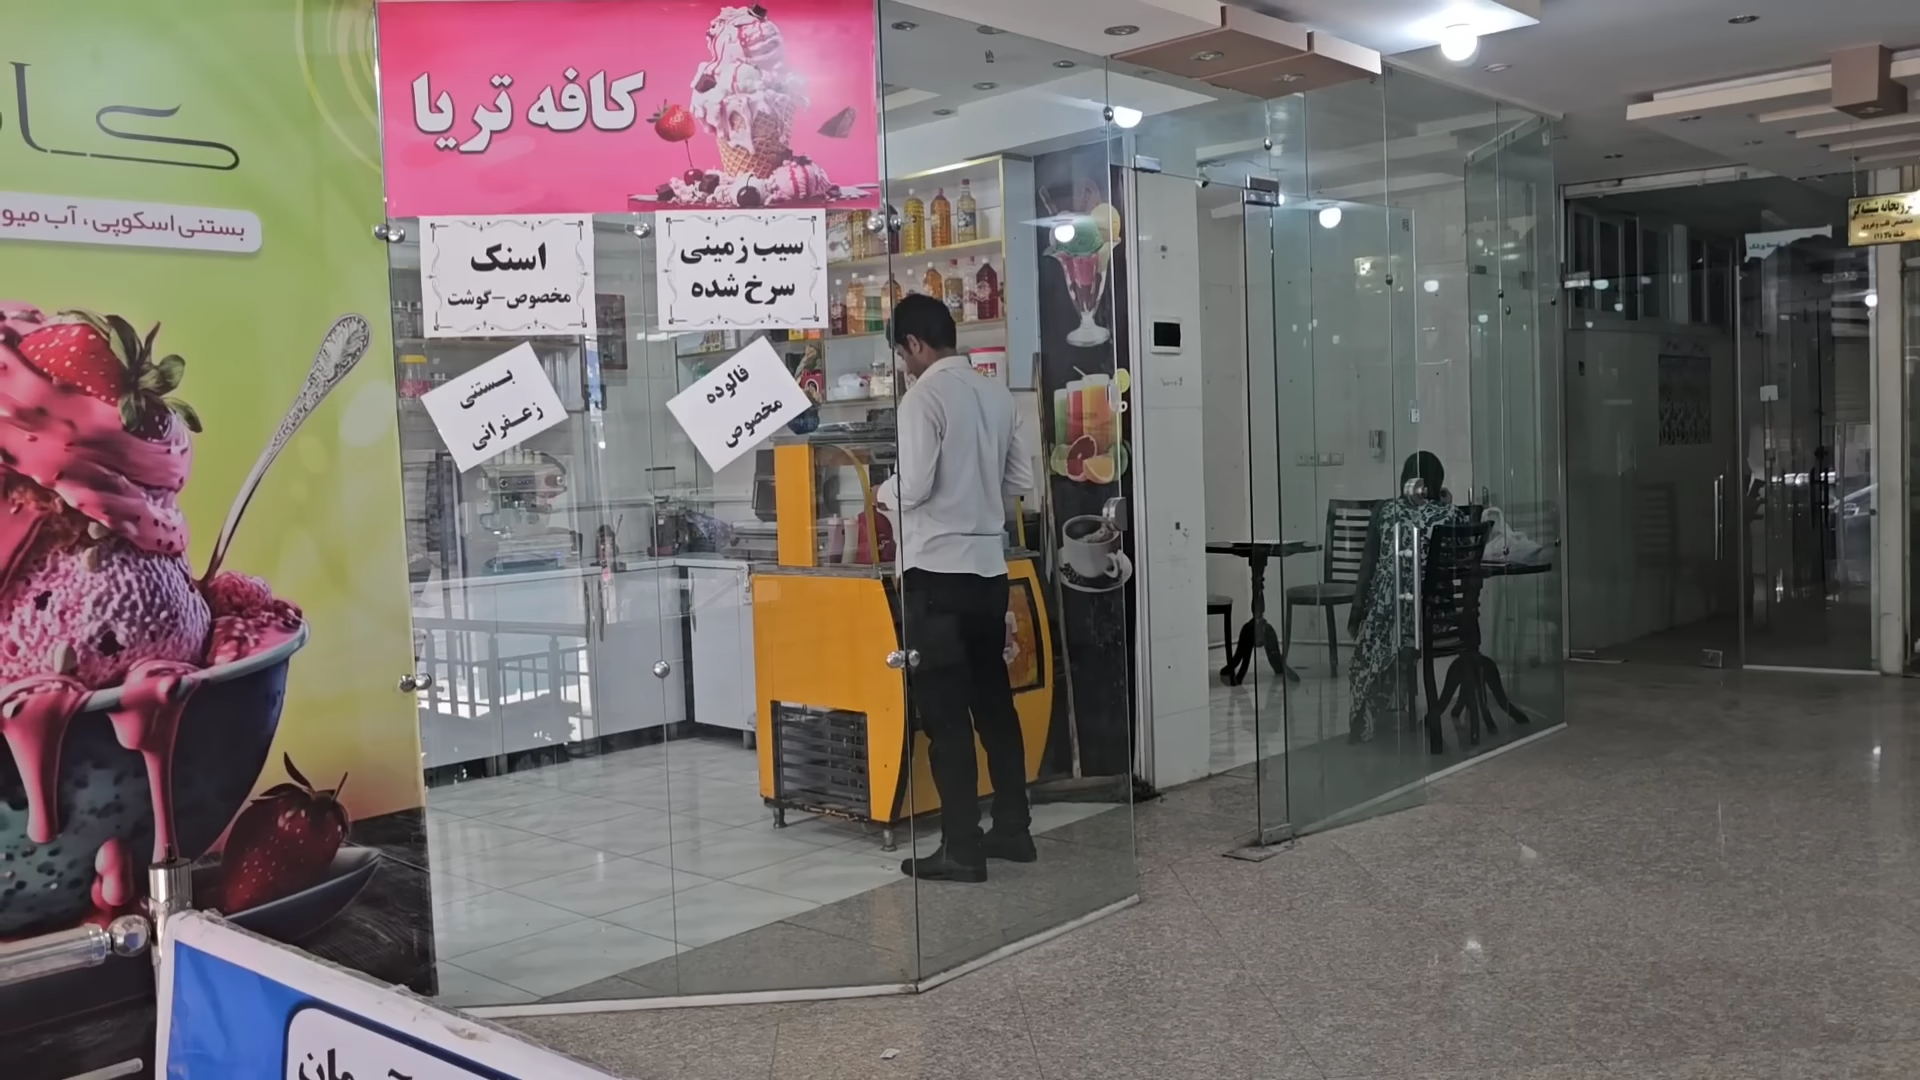 بستنی اسکوپی، آب میو
کافه تریا
سیب زمینی
سرخ شده
اسنک
مخصوص-گوشت
فالوده
مخصوص
بستنی
زعفرانی